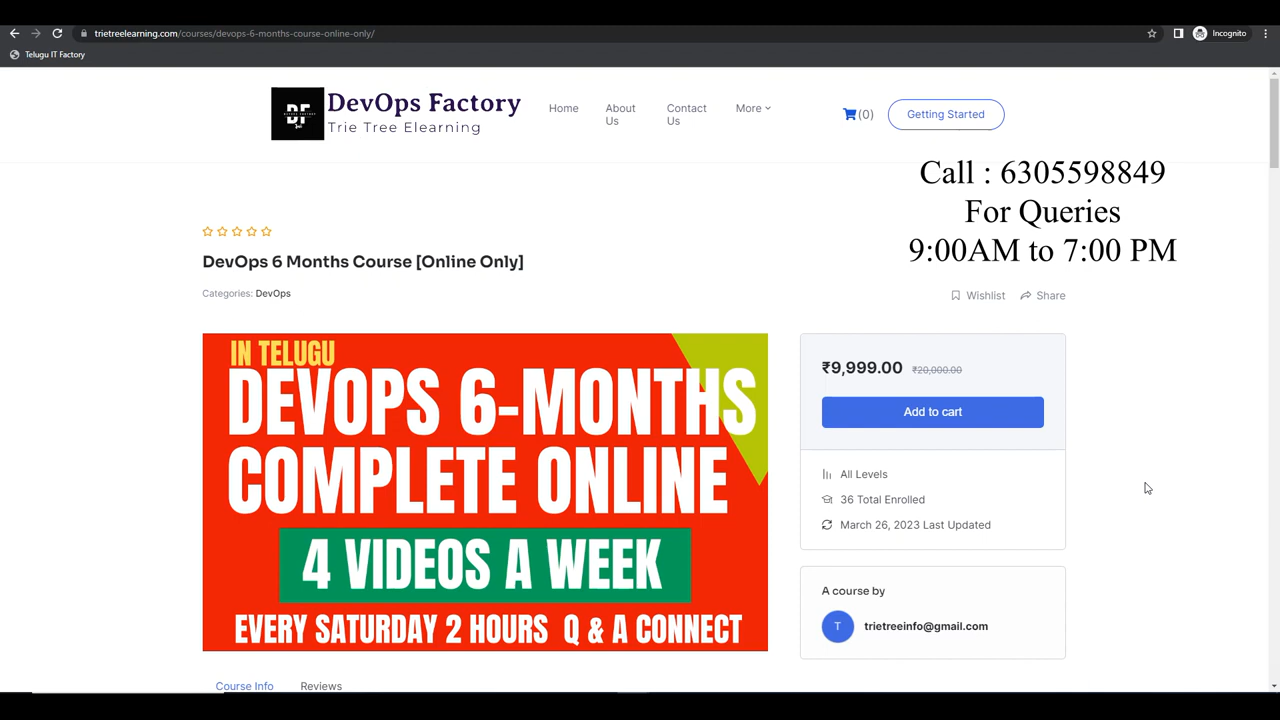 trietreelearning.com/courses/devops-6-months-course-online-only/
Incognito
Telugu IT Factory
DF
DevOps Factory
Trie Tree Elearning
Home
About Us
Contact Us
More
(0)
Getting Started
Call : 6305598849
For Queries
9:00AM to 7:00 PM
DevOps 6 Months Course [Online Only]
Categories: DevOps
Wishlist
Share
IN TELUGU
DEVOPS 6-MONTHS
COMPLETE ONLINE
4 VIDEOS A WEEK
EVERY SATURDAY 2 HOURS Q & A CONNECT
₹9,999.00 ₹20,000.00
Add to cart
All Levels
36 Total Enrolled
March 26, 2023 Last Updated
A course by
T
trietreeinfo@gmail.com
Course Info
Reviews